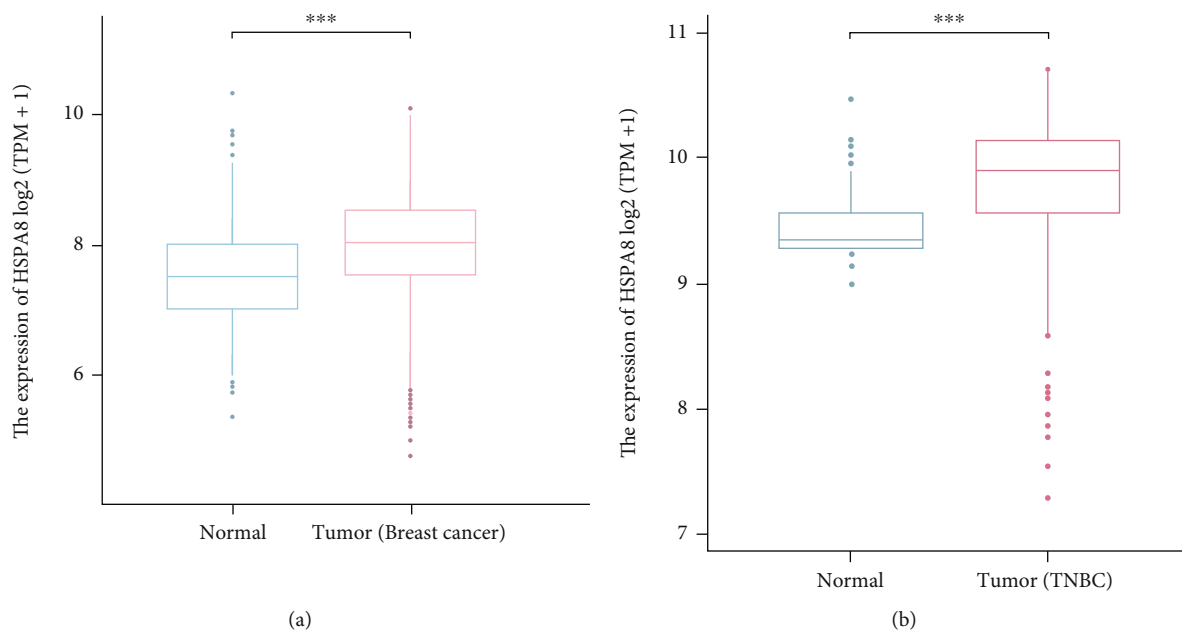 ***
The expression of HSPA8 log2 (TPM + 1)
10
8
6
Normal
Tumor (Breast cancer)
(a)
***
The expression of HSPA8 log2 (TPM +1)
11
10
9
8
7
Normal
Tumor (TNBC)
(b)